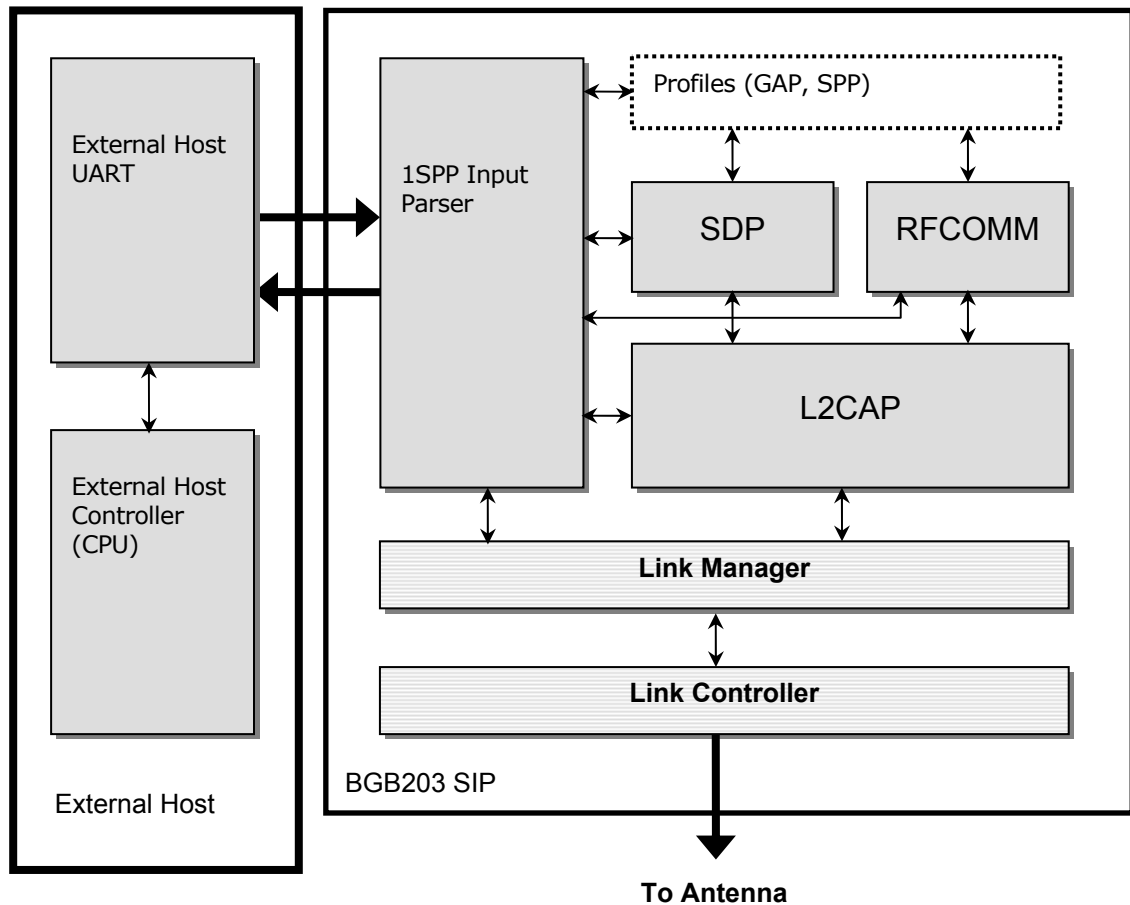 External Host
UART
External Host
Controller
(CPU)
External Host
1SPP Input
Parser
Profiles (GAP, SPP)
SDP
RFCOMM
L2CAP
Link Manager
Link Controller
BGB203 SIP
To Antenna